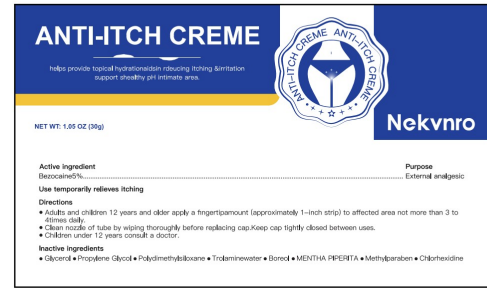 ANTI-ITCH CREME
helps provide topical hydrationaidsin rdeucing itching &irritation
support shealthy pH intimate area.
ANTI-ITCH CREME ANTI-ITCH CREME
Nekvnro
NET WT: 1.05 OZ (30g)
Active ingredient Purpose
Bezocaine5%........ External analgesic
Use temporarily relieves itching
Directions
● Adults and children 12 years and older apply a fingertipamount (approximately 1-inch strip) to affected area not more than 3 to
4times daily.
● Clean nozzle of tube by wiping thoroughly before replacing cap.Keep cap tightly closed between uses.
● Children under 12 years consult a doctor.
Inactive ingredients
● Glycerol ● Propylene Glycol ● Polydimethylsiloxane ● Trolaminewater ● Boreol ● MENTHA PIPERITA ● Methylparaben ● Chlorhexidine